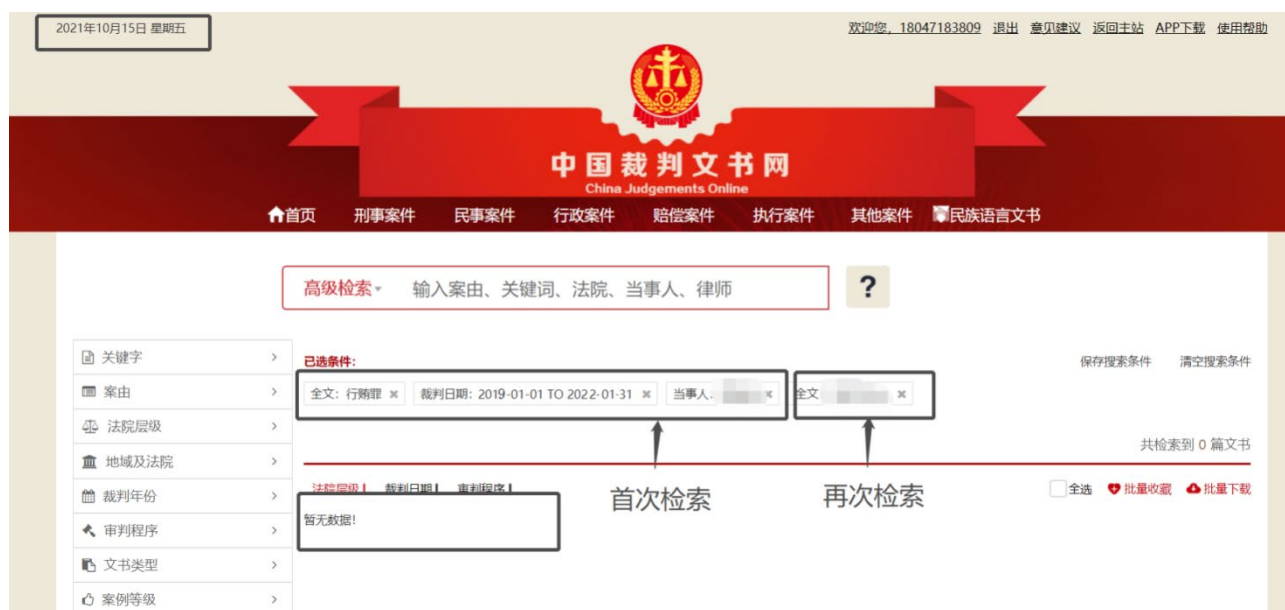 2021年10月15日 星期五
欢迎您, 18047183809 退出 意见建议 返回主站 APP下载 使用帮助
中国裁判文书网
China Judgements Online
首页 刑事案件 民事案件 行政案件 赔偿案件 执行案件 其他案件 民族语言文书
高级检索 输入案由、关键词、法院、当事人、律师 ?
关键字
已选条件:
保存搜索条件 清空搜索条件
案由
全文: 行贿罪 × 裁判日期: 2019-01-01 TO 2022-01-31 × 当事人: × 全文 ×
法院层级
共检索到 0 篇文书
地域及法院
裁判年份
法院层级 裁判日期 审判程序
首次检索
再次检索
全选 批量收藏 批量下载
暂无数据!
审判程序
文书类型
案例等级